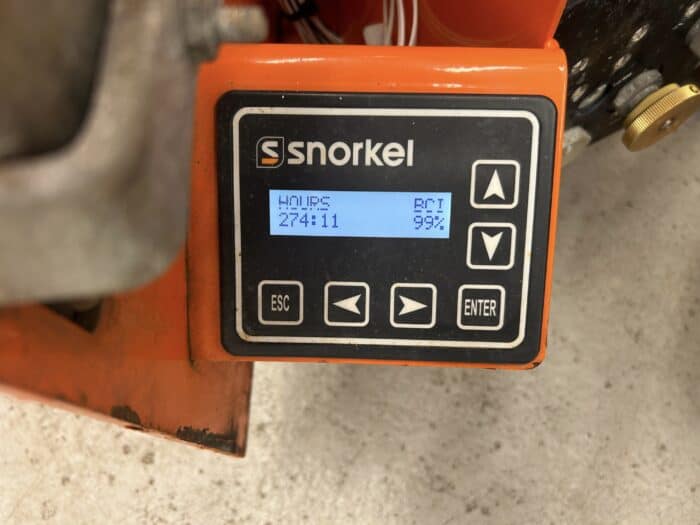 snorkel
HOURS BCI
274:11 99%
ESC ENTER